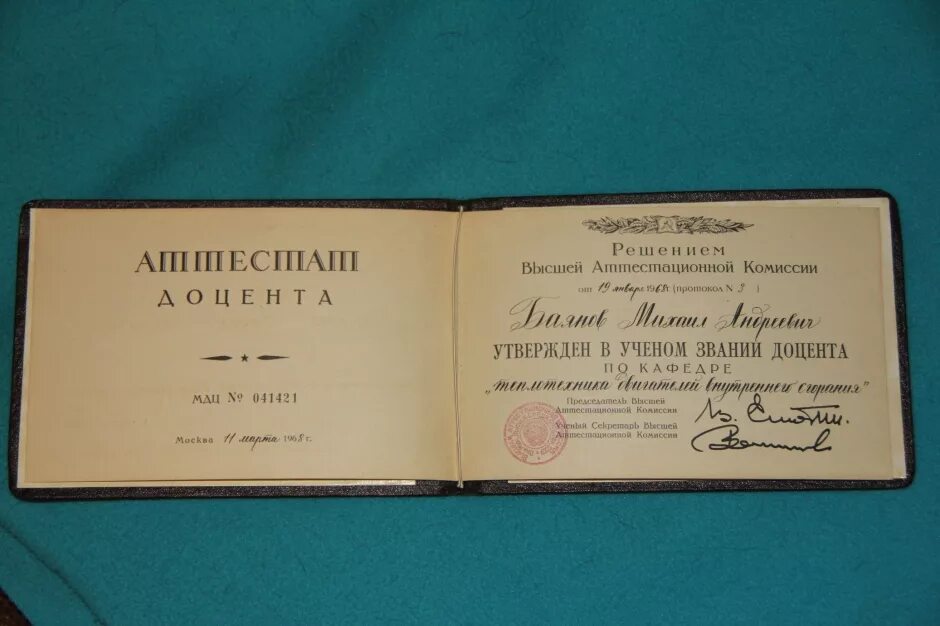 Аттестат
ДОЦЕНТА
МДЦ № 041421
Москва 11 марта 1968 г.
Решением
Высшей Аттестационной Комиссии
от 19 января 1968 г. (протокол № 3 )
Баянов Михаил Андреевич
УТВЕРЖДЕН В УЧЕНОМ ЗВАНИИ ДОЦЕНТА
ПО КАФЕДРЕ
„теплотехника двигателей внутреннего сгорания"
Председатель Высшей
Аттестационной Комиссии
Ученый Секретарь Высшей
Аттестационной Комиссии